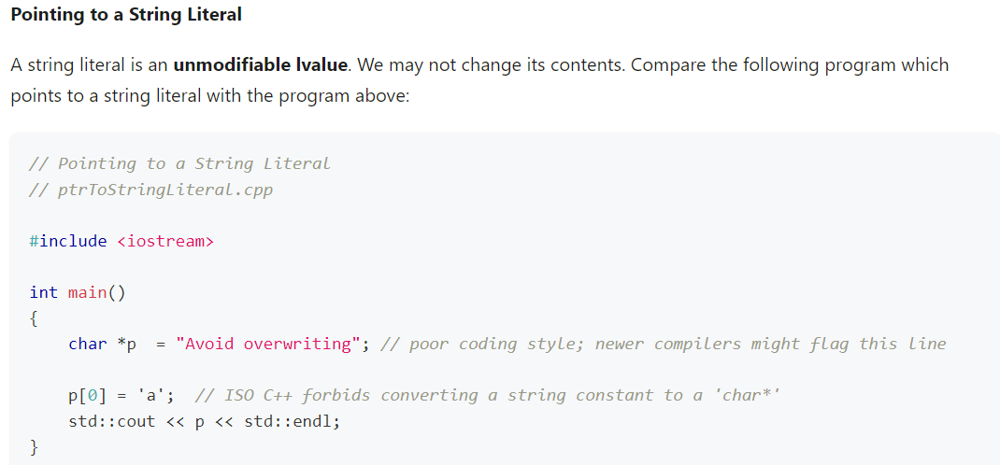 Pointing to a String Literal
A string literal is an unmodifiable lvalue. We may not change its contents. Compare the following program which
points to a string literal with the program above:
// Pointing to a String Literal
// ptrToStringLiteral.cpp
#include <iostream>
int main()
{
char *p  = "Avoid overwriting"; // poor coding style; newer compilers might flag this line
p[0] = 'a';  // ISO C++ forbids converting a string constant to a 'char*'
std::cout << p << std::endl;
}